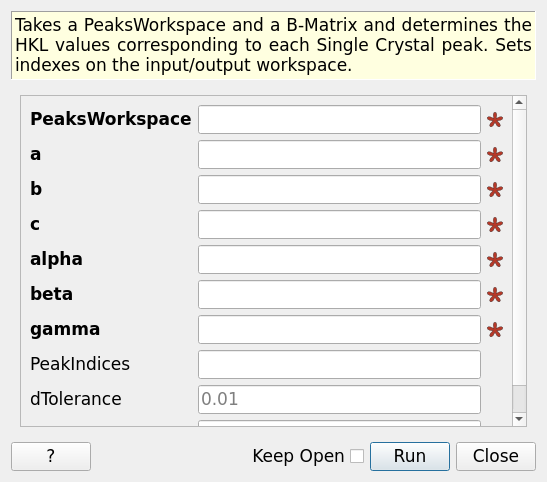 Takes a PeaksWorkspace and a B-Matrix and determines the
HKL values corresponding to each Single Crystal peak. Sets
indexes on the input/output workspace.
PeaksWorkspace
a
b
c
alpha
beta
gamma
PeakIndices
dTolerance 0.01
? Keep Open Run Close